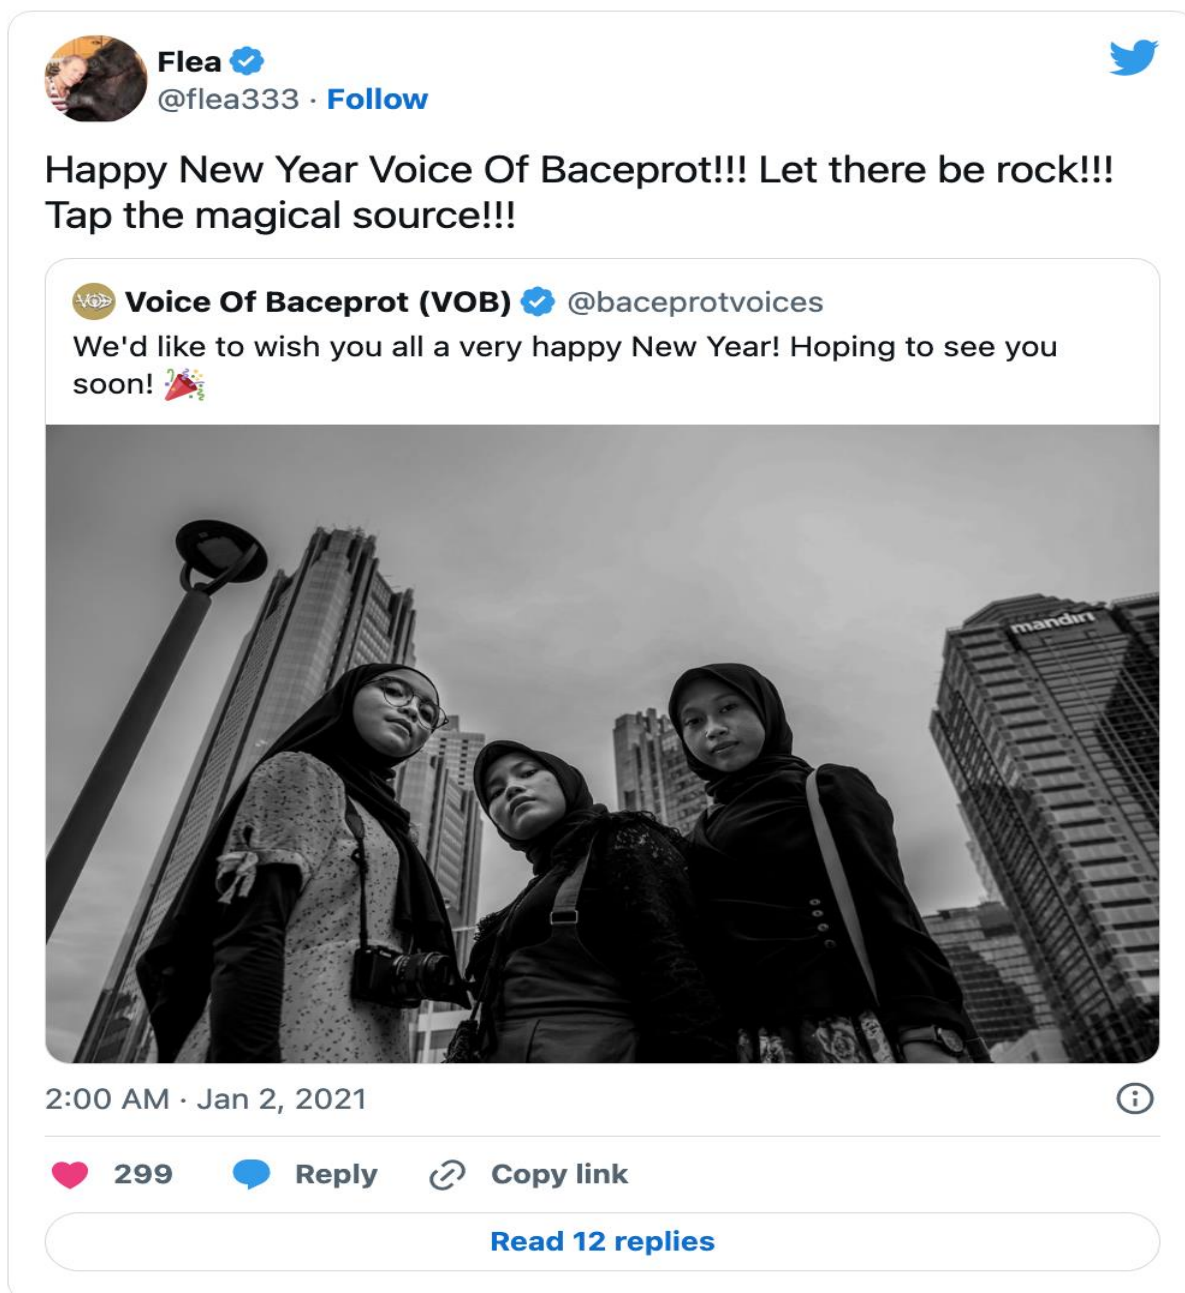 Flea
@flea333 · Follow
Happy New Year Voice Of Baceprot!!! Let there be rock!!!
Tap the magical source!!!
VOB
Voice Of Baceprot (VOB) @baceprotvoices
We'd like to wish you all a very happy New Year! Hoping to see you
soon! 🎉
mandiri
2:00 AM · Jan 2, 2021
299 Reply Copy link
Read 12 replies